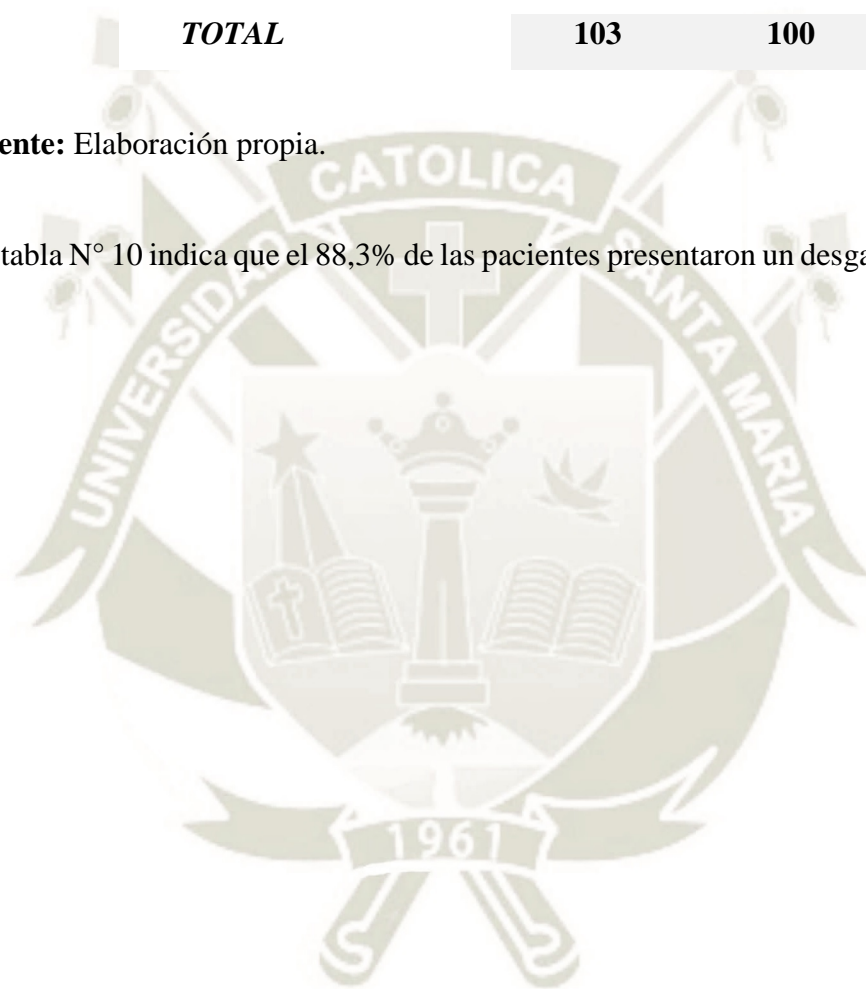 TOTAL 103 100
ente: Elaboración propia.
tabla N° 10 indica que el 88,3% de las pacientes presentaron un desga
UNIVERSIDAD CATOLICA SANTA MARIA
1961